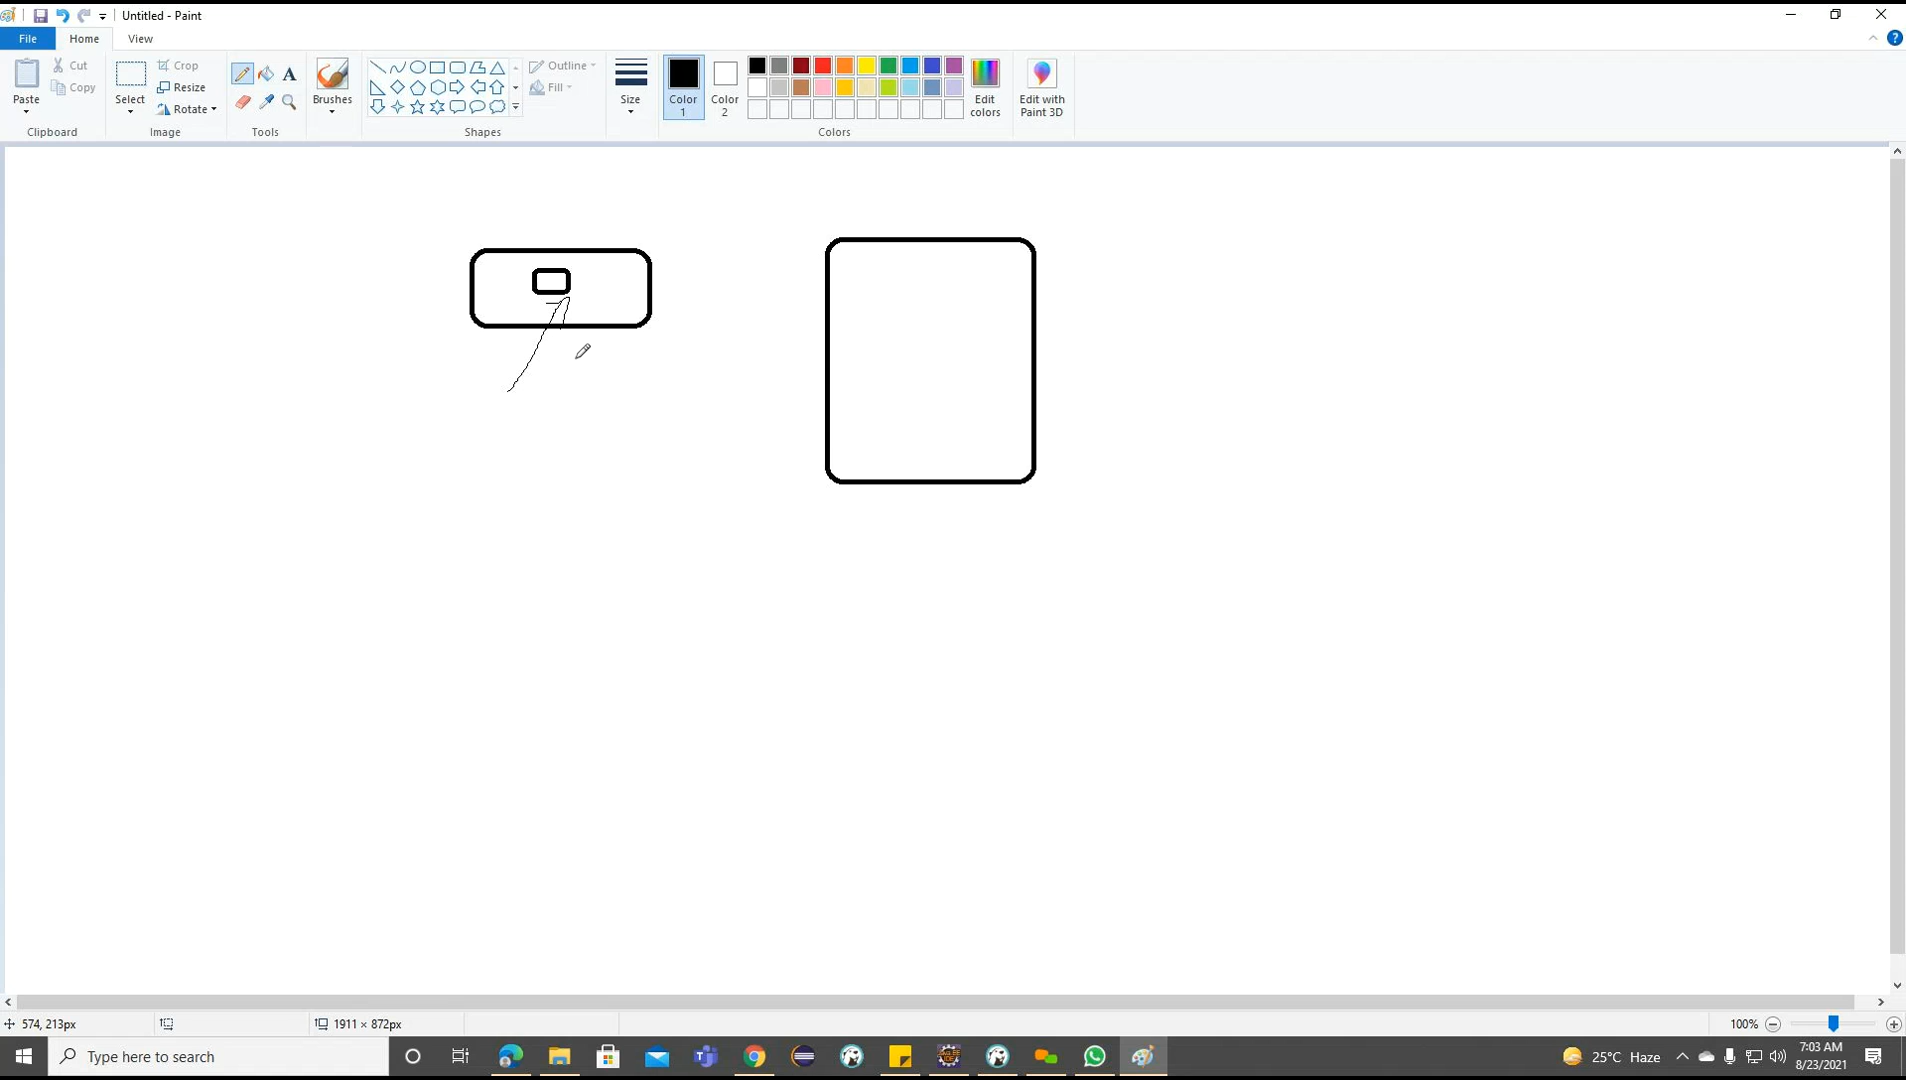 Untitled - Paint
File Home View
Paste Cut Copy Clipboard
Select Crop Resize Rotate Image
A Tools
Brushes
Outline Fill Shapes
Size
Color 1
Color 2
Edit colors
Colors
Edit with Paint 3D
574, 213px
1911 × 872px
100%
Type here to search
25°C Haze
7:03 AM
8/23/2021